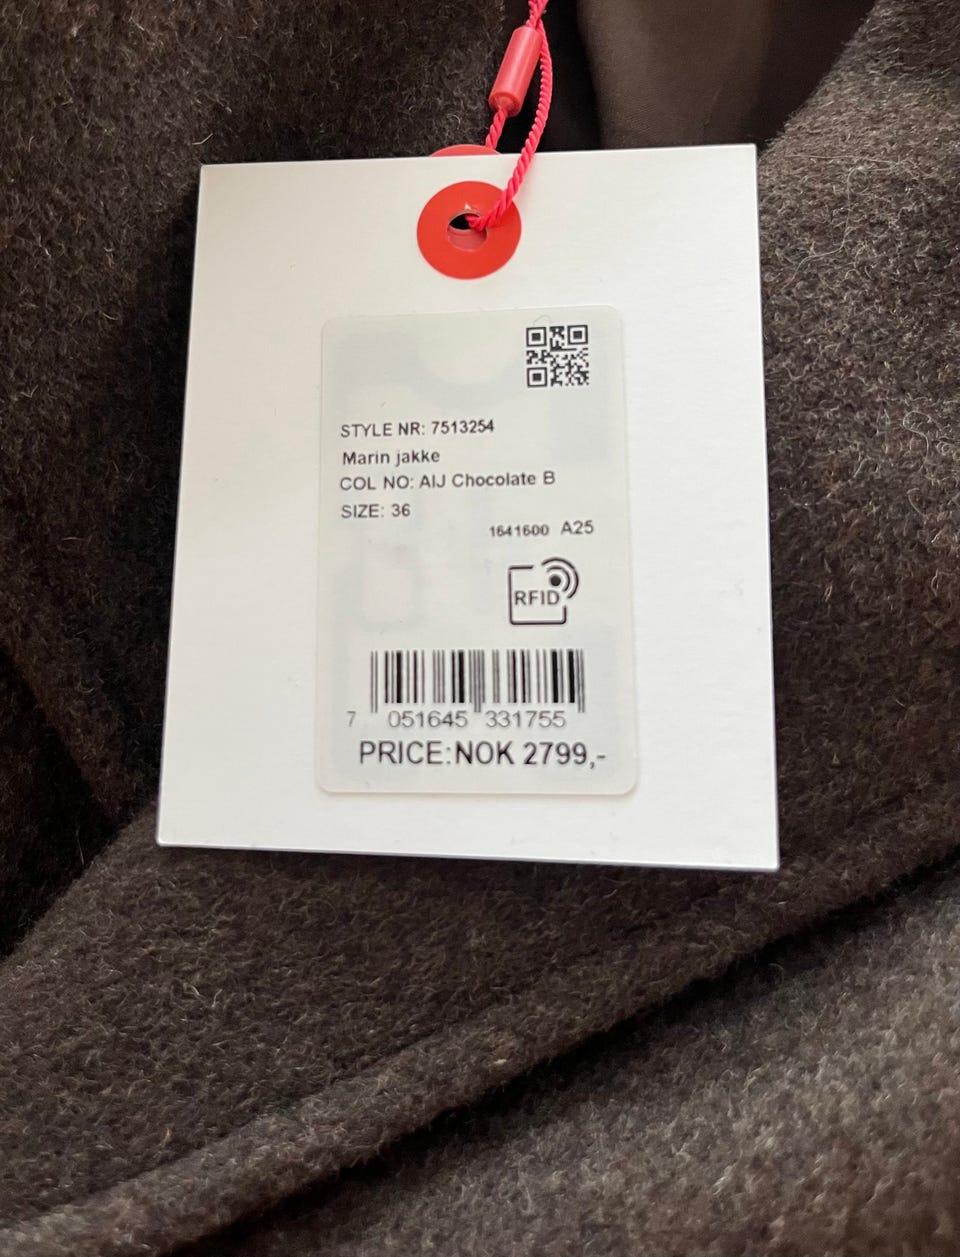 STYLE NR: 7513254
Marin jakke
COL NO: AIJ Chocolate B
SIZE: 36
1641600 A25
RFID
7 051645 331755
PRICE:NOK 2799,-